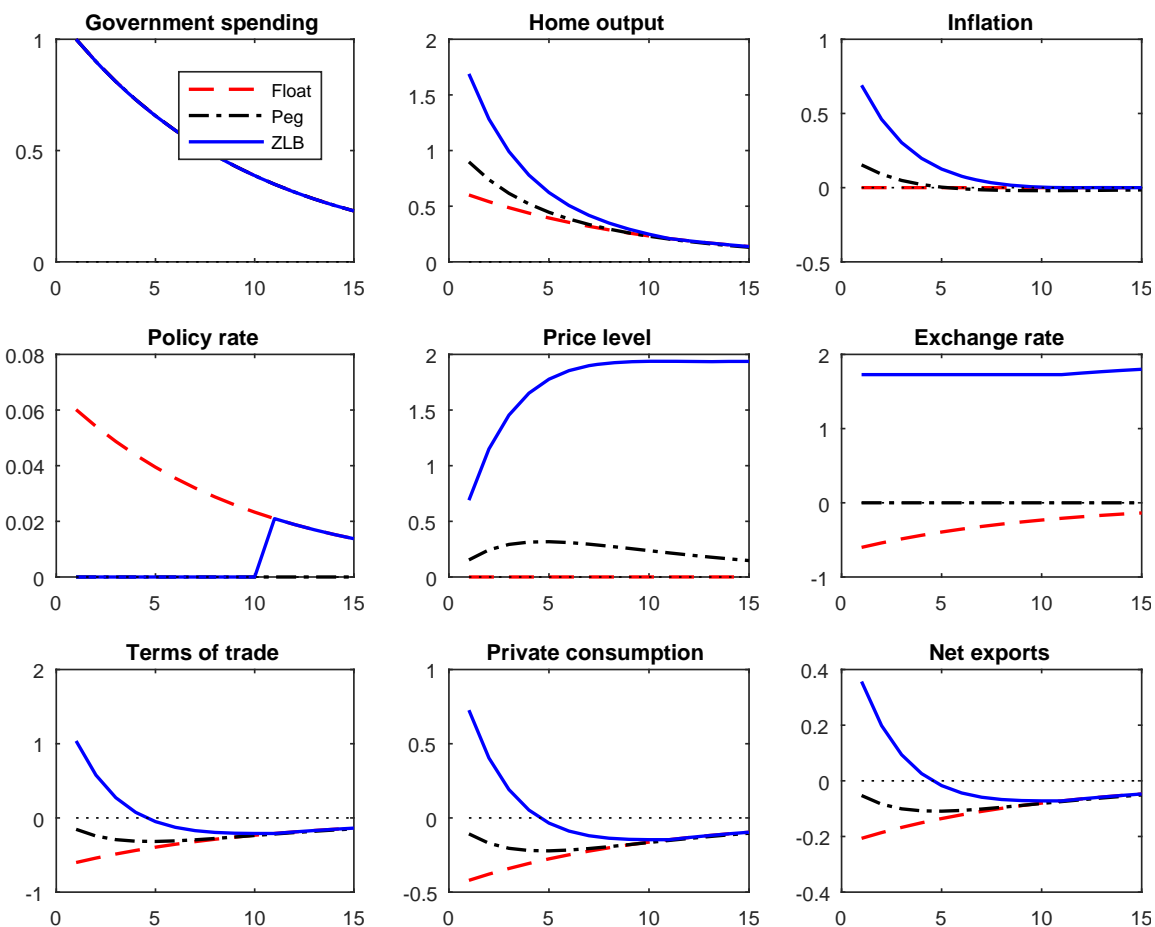 Government spending
1
0.5
0
0 5 10 15
Float
Peg
ZLB
Home output
2
1.5
1
0.5
0
0 5 10 15
Inflation
1
0.5
0
-0.5
0 5 10 15
Policy rate
0.08
0.06
0.04
0.02
0
0 5 10 15
Price level
2
1.5
1
0.5
0
0 5 10 15
Exchange rate
2
1
0
-1
0 5 10 15
Terms of trade
2
1
0
-1
0 5 10 15
Private consumption
1
0.5
0
-0.5
0 5 10 15
Net exports
0.4
0.2
0
-0.2
-0.4
0 5 10 15